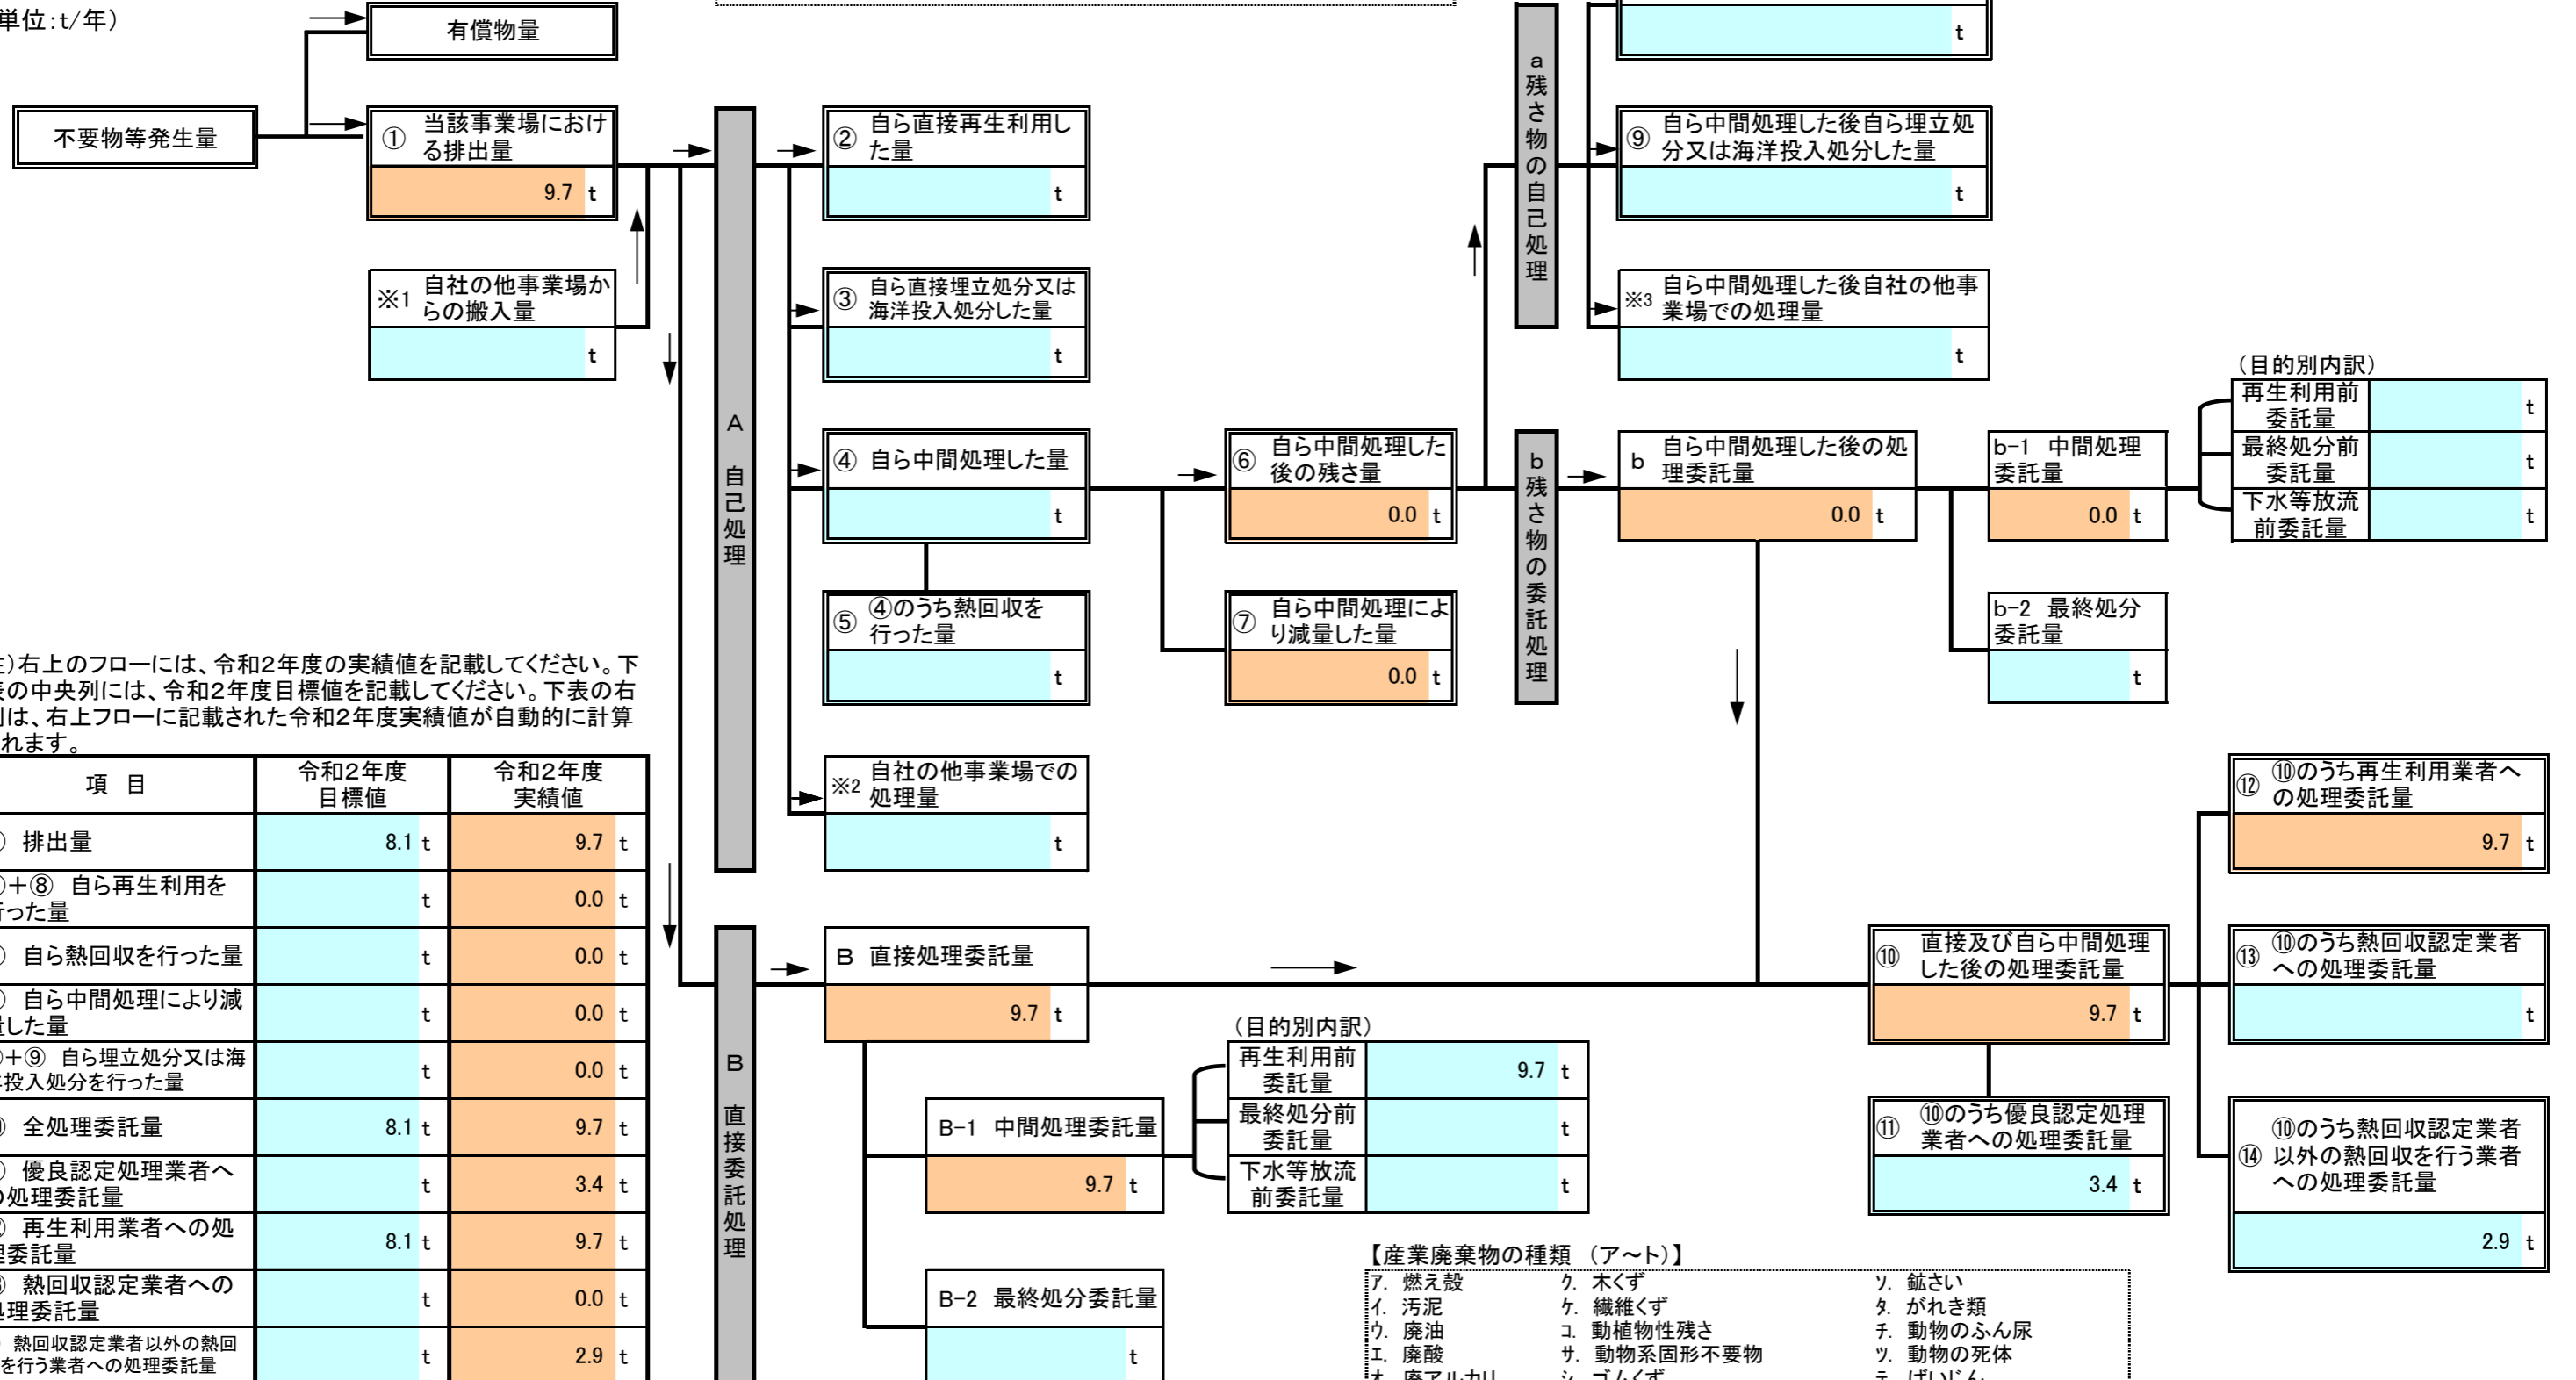 単位:t/年)
有償物量
不要物等発生量
① 当該事業場におけ
る排出量
9.7 t
※1 自社の他事業場か
らの搬入量
t
A 自己処理
② 自ら直接再生利用し
た量
t
③ 自ら直接埋立処分又は
海洋投入処分した量
t
④ 自ら中間処理した量
t
⑤ ④のうち熱回収を
行った量
t
※2 自社の他事業場での
処理量
t
⑥ 自ら中間処理した
後の残さ量
0.0 t
⑦ 自ら中間処理によ
り減量した量
0.0 t
a 残さ物の自己処理
t
⑨ 自ら中間処理した後自ら埋立処
分又は海洋投入処分した量
t
※3 自ら中間処理した後自社の他事
業場での処理量
t
b 残さ物の委託処理
b 自ら中間処理した後の処
理委託量
0.0 t
b-1 中間処理
委託量
0.0 t
b-2 最終処分
委託量
t
(目的別内訳)
再生利用前
委託量
t
最終処分前
委託量
t
下水等放流
前委託量
t
)右上のフローには、令和2年度の実績値を記載してください。下
表の中央列には、令和2年度目標値を記載してください。下表の右
は、右上フローに記載された令和2年度実績値が自動的に計算
れます。
項 目 令和2年度
目標値 令和2年度
実績値
) 排出量 8.1 t 9.7 t
)+⑧ 自ら再生利用を
行った量 t 0.0 t
) 自ら熱回収を行った量 t 0.0 t
) 自ら中間処理により減
量した量 t 0.0 t
)+⑨ 自ら埋立処分又は海
投入処分を行った量 t 0.0 t
) 全処理委託量 8.1 t 9.7 t
) 優良認定処理業者へ
の処理委託量 t 3.4 t
) 再生利用業者への処
理委託量 8.1 t 9.7 t
) 熱回収認定業者への
処理委託量 t 0.0 t
熱回収認定業者以外の熱回
を行う業者への処理委託量 t 2.9 t
B 直接委託処理
B 直接処理委託量
9.7 t
B-1 中間処理委託量
9.7 t
B-2 最終処分委託量
t
(目的別内訳)
再生利用前
委託量
9.7 t
最終処分前
委託量
t
下水等放流
前委託量
t
⑩ 直接及び自ら中間処理
した後の処理委託量
9.7 t
⑪ ⑩のうち優良認定処理
業者への処理委託量
3.4 t
⑫ ⑩のうち再生利用業者へ
の処理委託量
9.7 t
⑬ ⑩のうち熱回収認定業者
への処理委託量
t
⑭ ⑩のうち熱回収認定業者
以外の熱回収を行う業者
への処理委託量
2.9 t
【産業廃棄物の種類 (ア~ト)】
ア. 燃え殻 ク. 木くず ソ. 鉱さい
イ. 汚泥 ケ. 繊維くず タ. がれき類
ウ. 廃油 コ. 動植物性残さ チ. 動物のふん尿
エ. 廃酸 サ. 動物系固形不要物 ツ. 動物の死体
オ. 廃アルカリ シ. ゴムくず テ. ばいじん